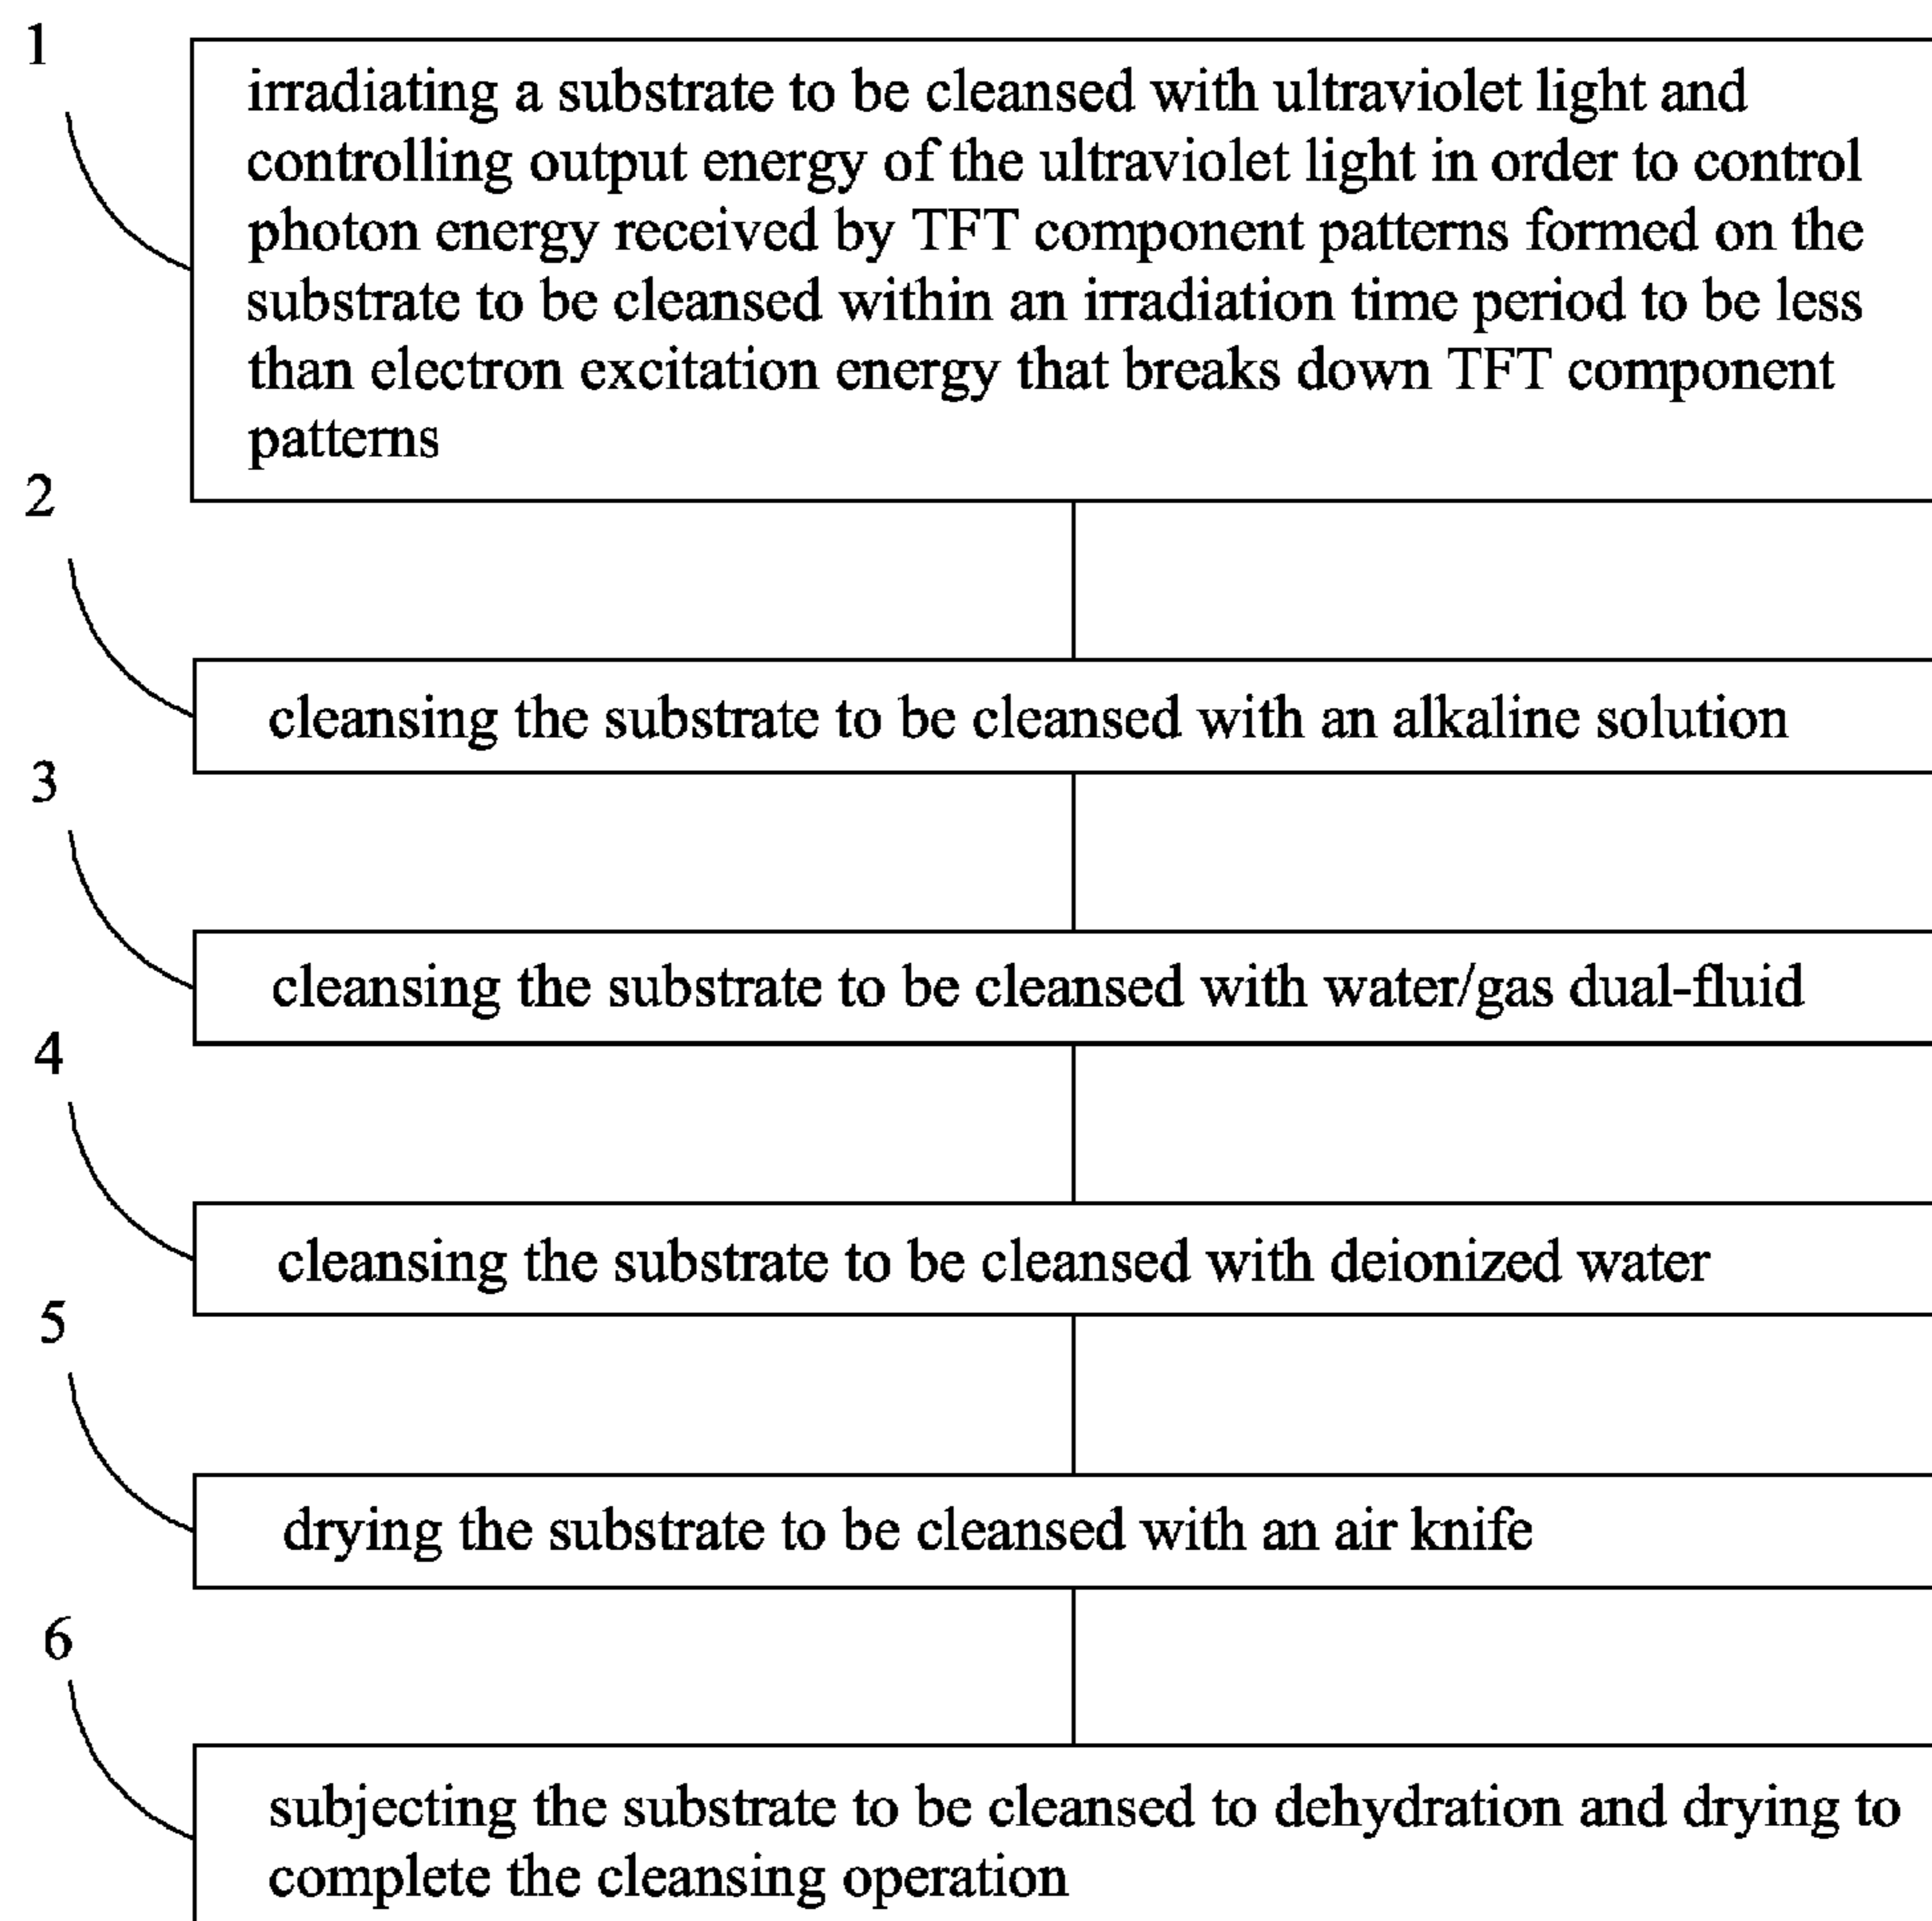 1
irradiating a substrate to be cleansed with ultraviolet light and
controlling output energy of the ultraviolet light in order to control
photon energy received by TFT component patterns formed on the
substrate to be cleansed within an irradiation time period to be less
than electron excitation energy that breaks down TFT component
patterns
2
cleansing the substrate to be cleansed with an alkaline solution
3
cleansing the substrate to be cleansed with water/gas dual-fluid
4
cleansing the substrate to be cleansed with deionized water
5
drying the substrate to be cleansed with an air knife
6
subjecting the substrate to be cleansed to dehydration and drying to
complete the cleansing operation